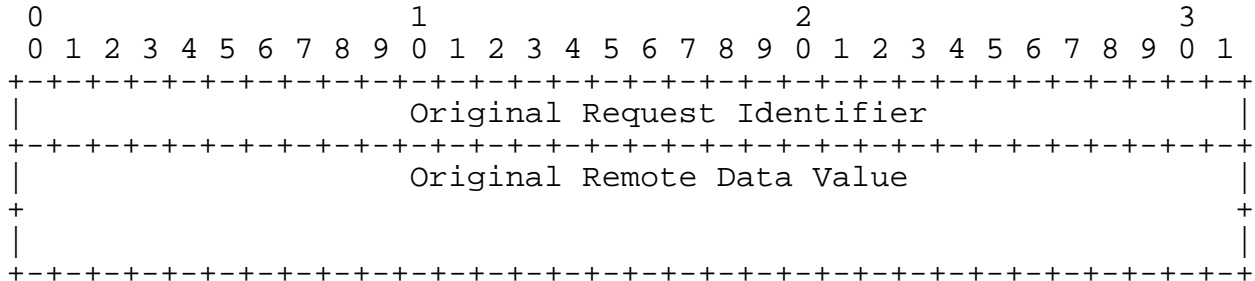 0                   1                   2                   3
 0 1 2 3 4 5 6 7 8 9 0 1 2 3 4 5 6 7 8 9 0 1 2 3 4 5 6 7 8 9 0 1
+-+-+-+-+-+-+-+-+-+-+-+-+-+-+-+-+-+-+-+-+-+-+-+-+-+-+-+-+-+-+-+-+
|                    Original Request Identifier                |
+-+-+-+-+-+-+-+-+-+-+-+-+-+-+-+-+-+-+-+-+-+-+-+-+-+-+-+-+-+-+-+-+
|                    Original Remote Data Value                 |
+                                                               +
|                                                               |
+-+-+-+-+-+-+-+-+-+-+-+-+-+-+-+-+-+-+-+-+-+-+-+-+-+-+-+-+-+-+-+-+